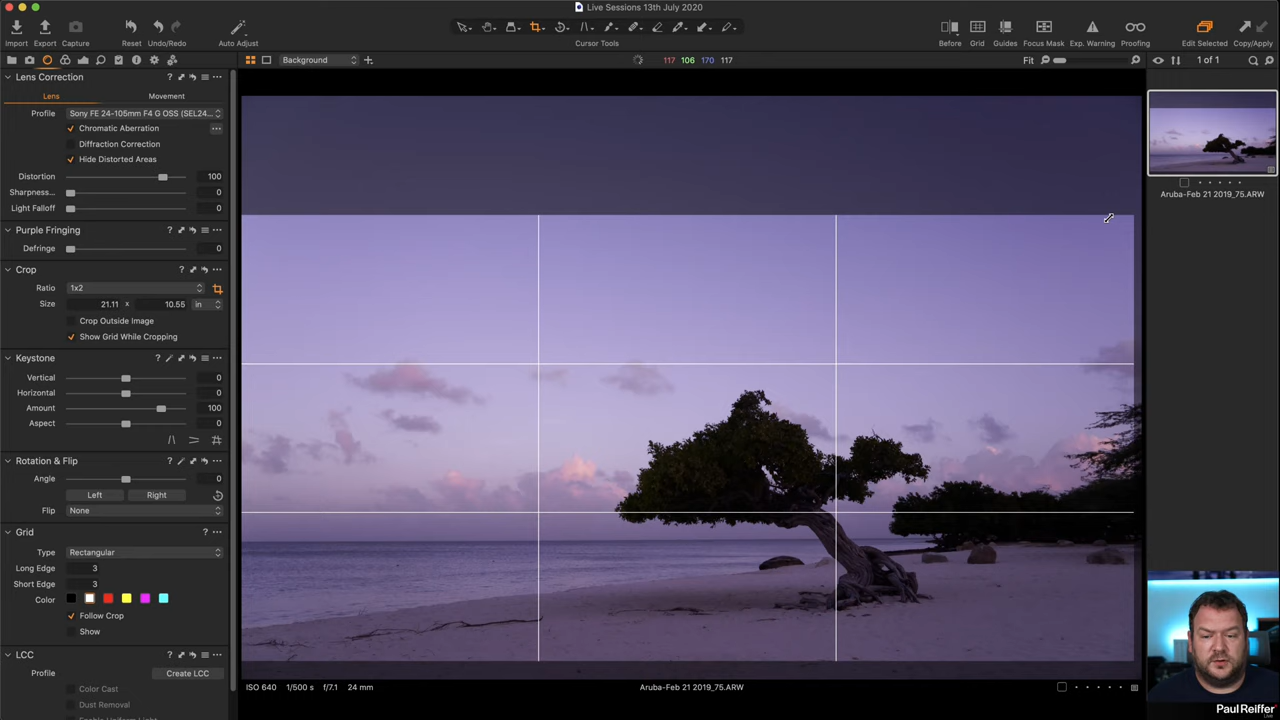 Live Sessions 13th July 2020
Import Export Capture Reset Undo/Redo Auto Adjust Cursor Tools Before Grid Guides Focus Mask Exp. Warning Proofing Edit Selected Copy/Apply
Background 117 106 170 117 Fit 1 of 1
Lens Correction ?
Lens Movement
Profile Sony FE 24-105mm F4 G OSS (SEL24...
Chromatic Aberration
Diffraction Correction
Hide Distorted Areas
Distortion 100
Sharpness... 0
Light Falloff 0
Purple Fringing
Defringe 0
Crop ?
Ratio 1x2
Size 21.11 x 10.55 in
Crop Outside Image
Show Grid While Cropping
Keystone ?
Vertical 0
Horizontal 0
Amount 100
Aspect 0
Rotation & Flip ?
Angle 0
Left Right
Flip None
Grid ?
Type Rectangular
Long Edge 3
Short Edge 3
Color
Follow Crop
Show
LCC ?
Profile Create LCC
Color Cast
Dust Removal
ISO 640 1/500 s f/7.1 24 mm Aruba-Feb 21 2019_75.ARW
Aruba-Feb 21 2019_75.ARW
Paul Reiffer
Live